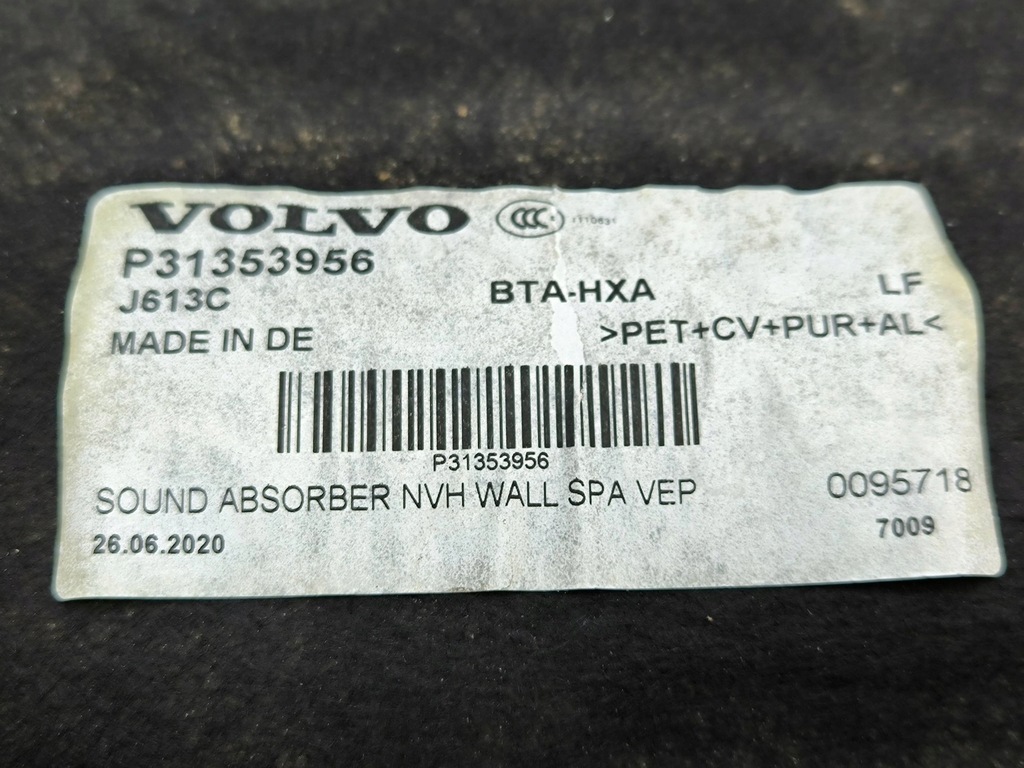 VOLVO CCC
P31353956
J613C BTA-HXA LF
MADE IN DE >PET+CV+PUR+AL<
P31353956
SOUND ABSORBER NVH WALL SPA VEP 0095718
26.06.2020 7009